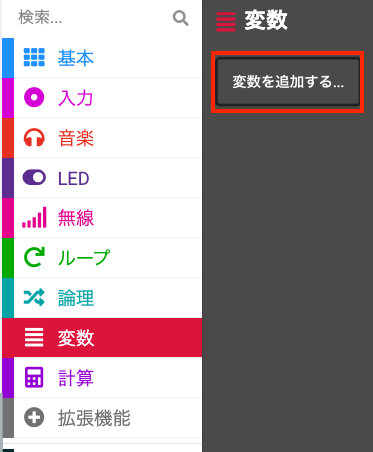 検索...
基本
入力
音楽
LED
無線
ループ
論理
変数
計算
拡張機能
変数
変数を追加する...